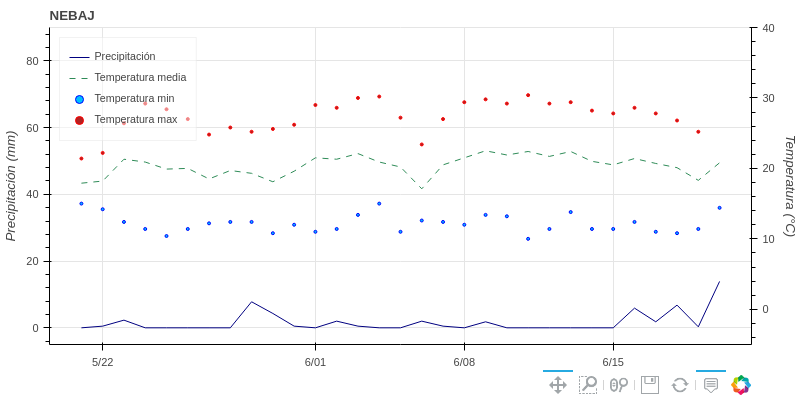 NEBAJ
Precipitación
Temperatura media
Temperatura min
Temperatura max
Precipitación (mm)
80
60
40
20
0
Temperatura (°C)
40
30
20
10
0
5/22
6/01
6/08
6/15